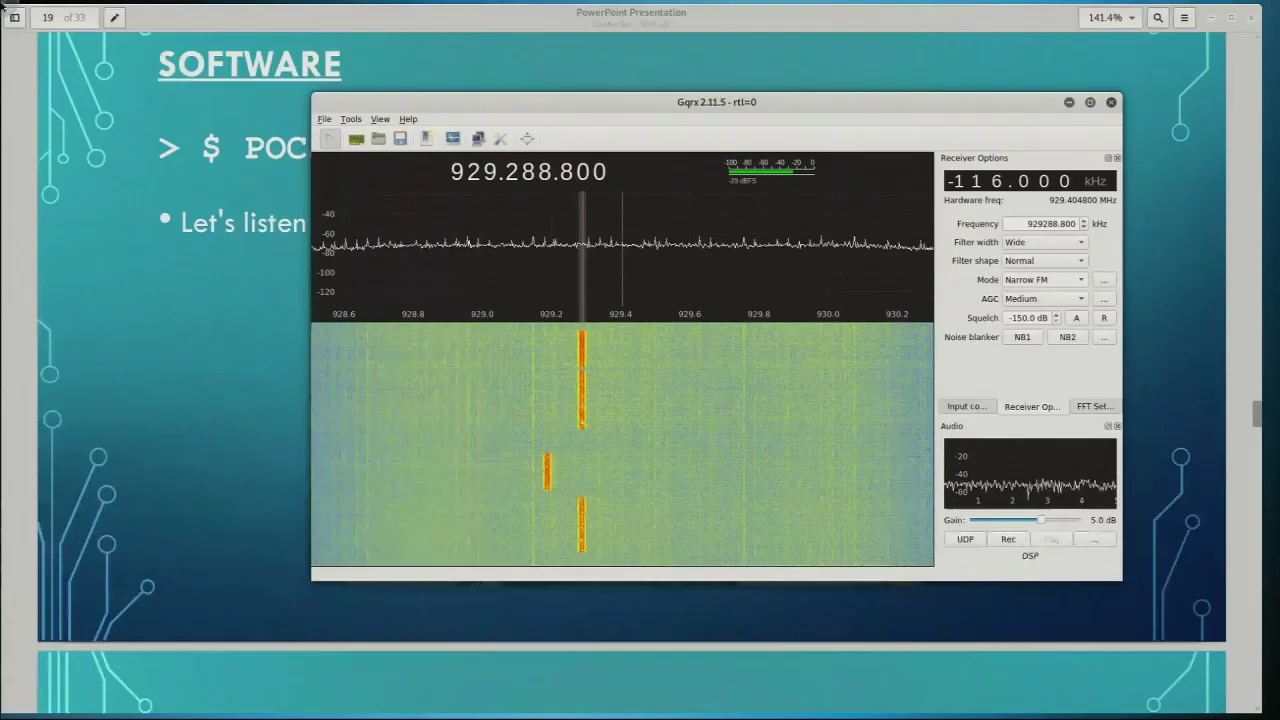 19 of 33
PowerPoint Presentation
141.4%
SOFTWARE
> $ POC
Let's listen
Gqrx 2.11.5 - rtl=0
File Tools View Help
929.288.800
-100 -80 -60 -40 -20 0
-29 dBFS
-40
-60
-80
-100
-120
928.6 928.8 929.0 929.2 929.4 929.6 929.8 930.0 930.2
Receiver Options
-116.000 kHz
Hardware freq: 929.404800 MHz
Frequency 929288.800 kHz
Filter width Wide
Filter shape Normal
Mode Narrow FM ...
AGC Medium ...
Squelch -150.0 dB A R
Noise blanker NB1 NB2 ...
Input co... Receiver Op... FFT Set...
Audio
-20
-40
-60
1 2 3 4 5
Gain: 5.0 dB
UDP Rec Play ...
DSP